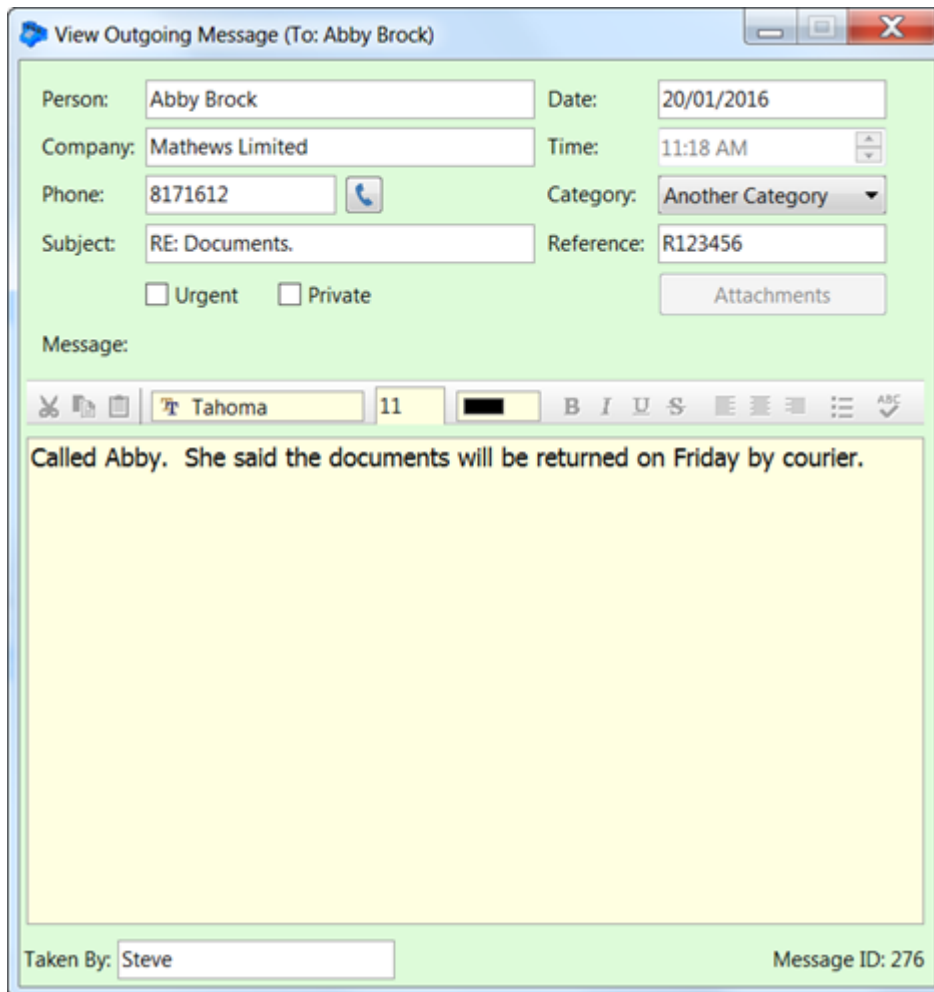 View Outgoing Message (To: Abby Brock)
Person: Abby Brock Date: 20/01/2016
Company: Mathews Limited Time: 11:18 AM
Phone: 8171612 Category: Another Category
Subject: RE: Documents. Reference: R123456
Urgent Private Attachments
Message:
Tahoma 11 B I U S ABC
Called Abby.  She said the documents will be returned on Friday by courier.
Taken By: Steve Message ID: 276